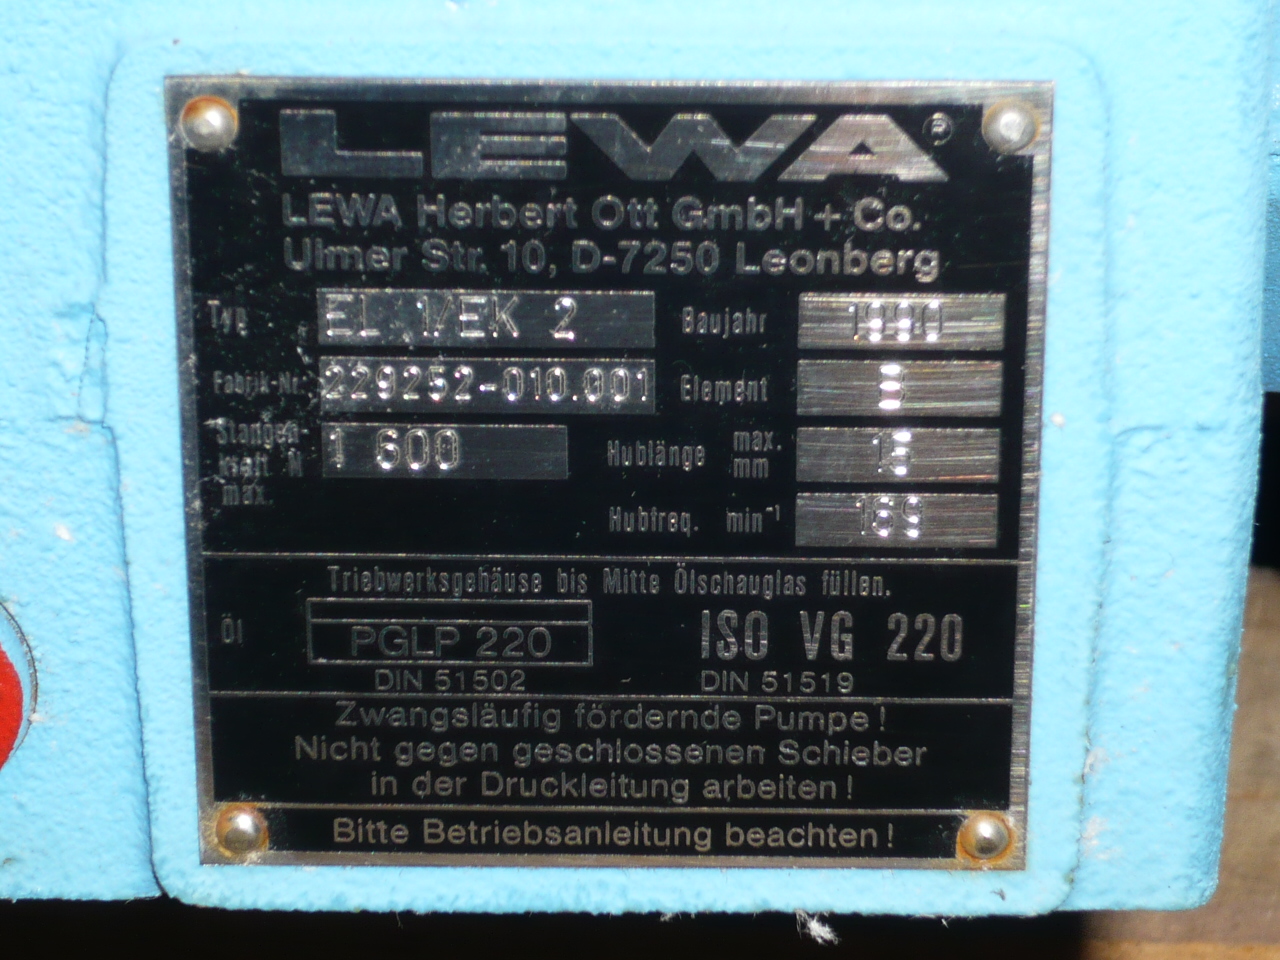 LEWA ®
LEWA Herbert Ott GmbH + Co.
Ulmer Str. 10, D-7250 Leonberg
Typ EL 1/EK 2 Baujahr 1990
Fabrik-Nr. 229252-010.001 Element
Stangen-
kraft N 1 600 Hublänge max.
max. mm 15
Hubfreq. min⁻¹ 169
Triebwerksgehäuse bis Mitte Ölschauglas füllen.
Öl PGLP 220 ISO VG 220
DIN 51502 DIN 51519
Zwangsläufig fördernde Pumpe!
Nicht gegen geschlossenen Schieber
in der Druckleitung arbeiten!
Bitte Betriebsanleitung beachten!